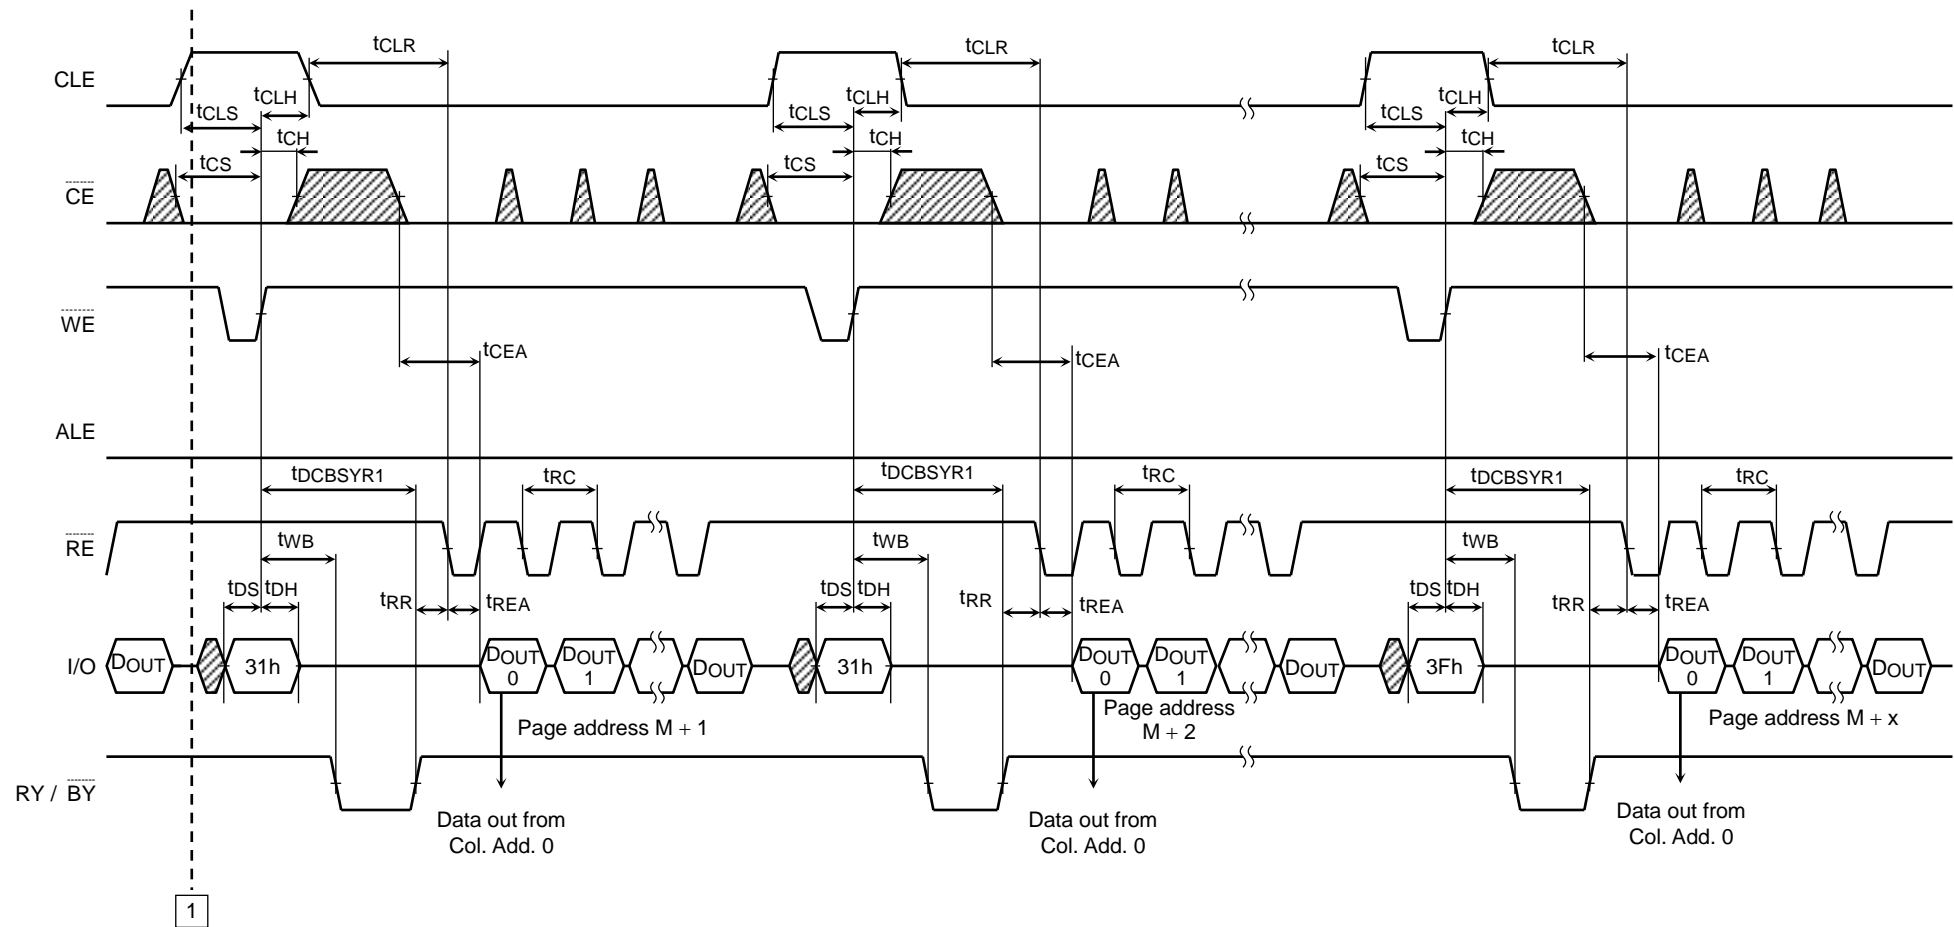 tCLR tCLR tCLR
CLE
tCLH tCLH tCLH
tCLS tCLS tCLS
tCH tCH tCH
tCS tCS tCS
CE
WE
tCEA tCEA tCEA
ALE
tDCBSYR1 tRC tDCBSYR1 tRC tDCBSYR1 tRC
RE
tWB tWB tWB
tDS tDH tDS tDH tDS tDH
tRR tREA tRR tREA tRR tREA
I/O DOUT 31h DOUT 0 DOUT 1 DOUT 31h DOUT 0 DOUT 1 DOUT 3Fh DOUT 0 DOUT 1 DOUT
Page address M + 1
Page address
M + 2
Page address M + x
RY / BY
Data out from
Col. Add. 0
Data out from
Col. Add. 0
Data out from
Col. Add. 0
1